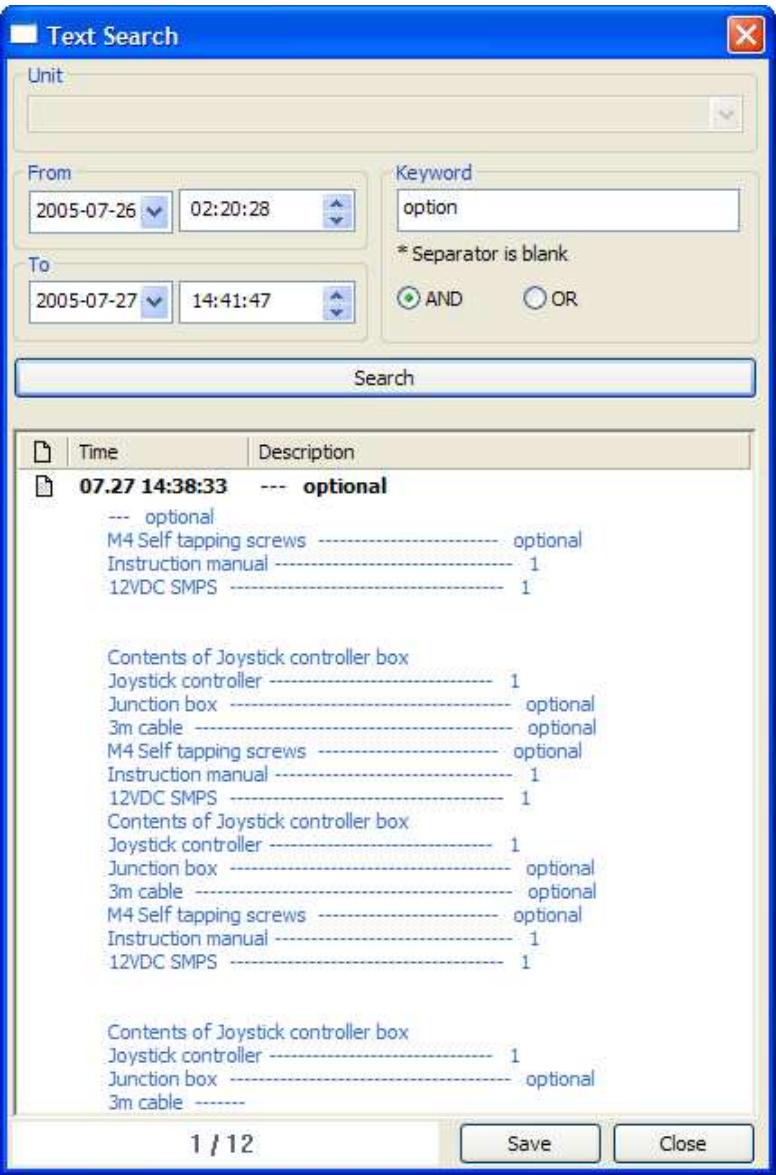 Text Search
Unit
From
2005-07-26 02:20:28
Keyword
option
* Separator is blank
To
2005-07-27 14:41:47
AND OR
Search
Time Description
07.27 14:38:33 --- optional
--- optional
M4 Self tapping screws --------------------------- optional
Instruction manual ------------------------------------ 1
12VDC SMPS ----------------------------------------- 1
Contents of Joystick controller box
Joystick controller ---------------------------------- 1
Junction box ------------------------------------------ optional
3m cable ------------------------------------------------ optional
M4 Self tapping screws --------------------------- optional
Instruction manual ------------------------------------ 1
12VDC SMPS ----------------------------------------- 1
Contents of Joystick controller box
Joystick controller ---------------------------------- 1
Junction box ------------------------------------------ optional
3m cable ------------------------------------------------ optional
M4 Self tapping screws --------------------------- optional
Instruction manual ------------------------------------ 1
12VDC SMPS ----------------------------------------- 1
Contents of Joystick controller box
Joystick controller ---------------------------------- 1
Junction box ------------------------------------------ optional
3m cable -------
1 / 12
Save Close